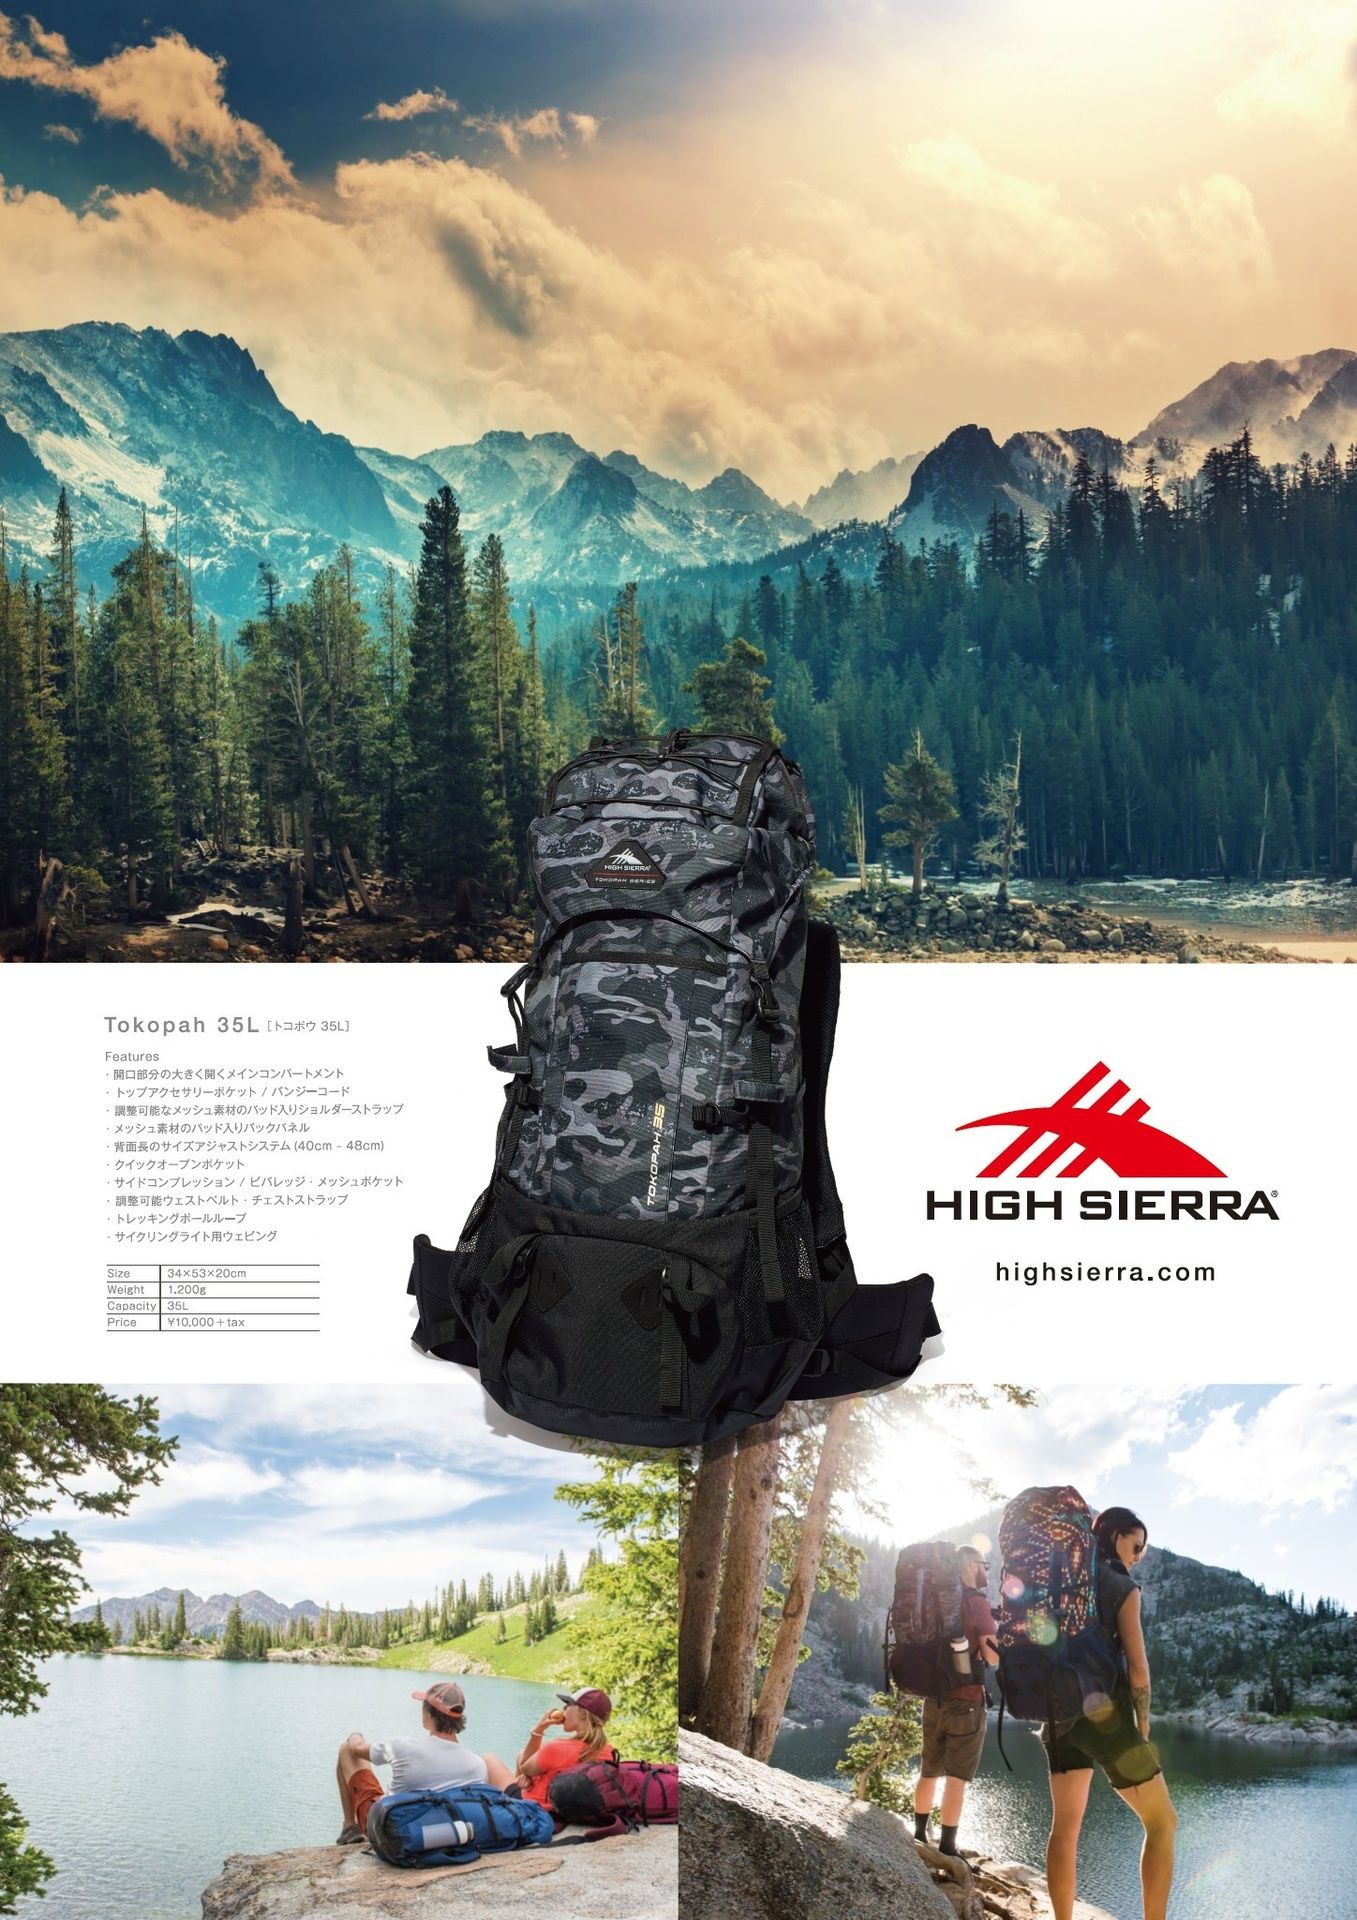 HIGH SIERRA
TOKOPAH SERIES
TOKOPAH 35
Tokopah 35L [トコポウ 35L]
Features
・開口部分の大きく開くメインコンパートメント
・トップアクセサリーポケット / バンジーコード
・調整可能なメッシュ素材のパッド入りショルダーストラップ
・メッシュ素材のパッド入りバックパネル
・背面長のサイズアジャストシステム (40cm – 48cm)
・クイックオープンポケット
・サイドコンプレッション / ビバレッジ・メッシュポケット
・調整可能ウェストベルト・チェストストラップ
・トレッキングポールループ
・サイクリングライト用ウェビング
Size 34×53×20cm
Weight 1.200g
Capacity 35L
Price ¥10,000+tax
HIGH SIERRA®
highsierra.com